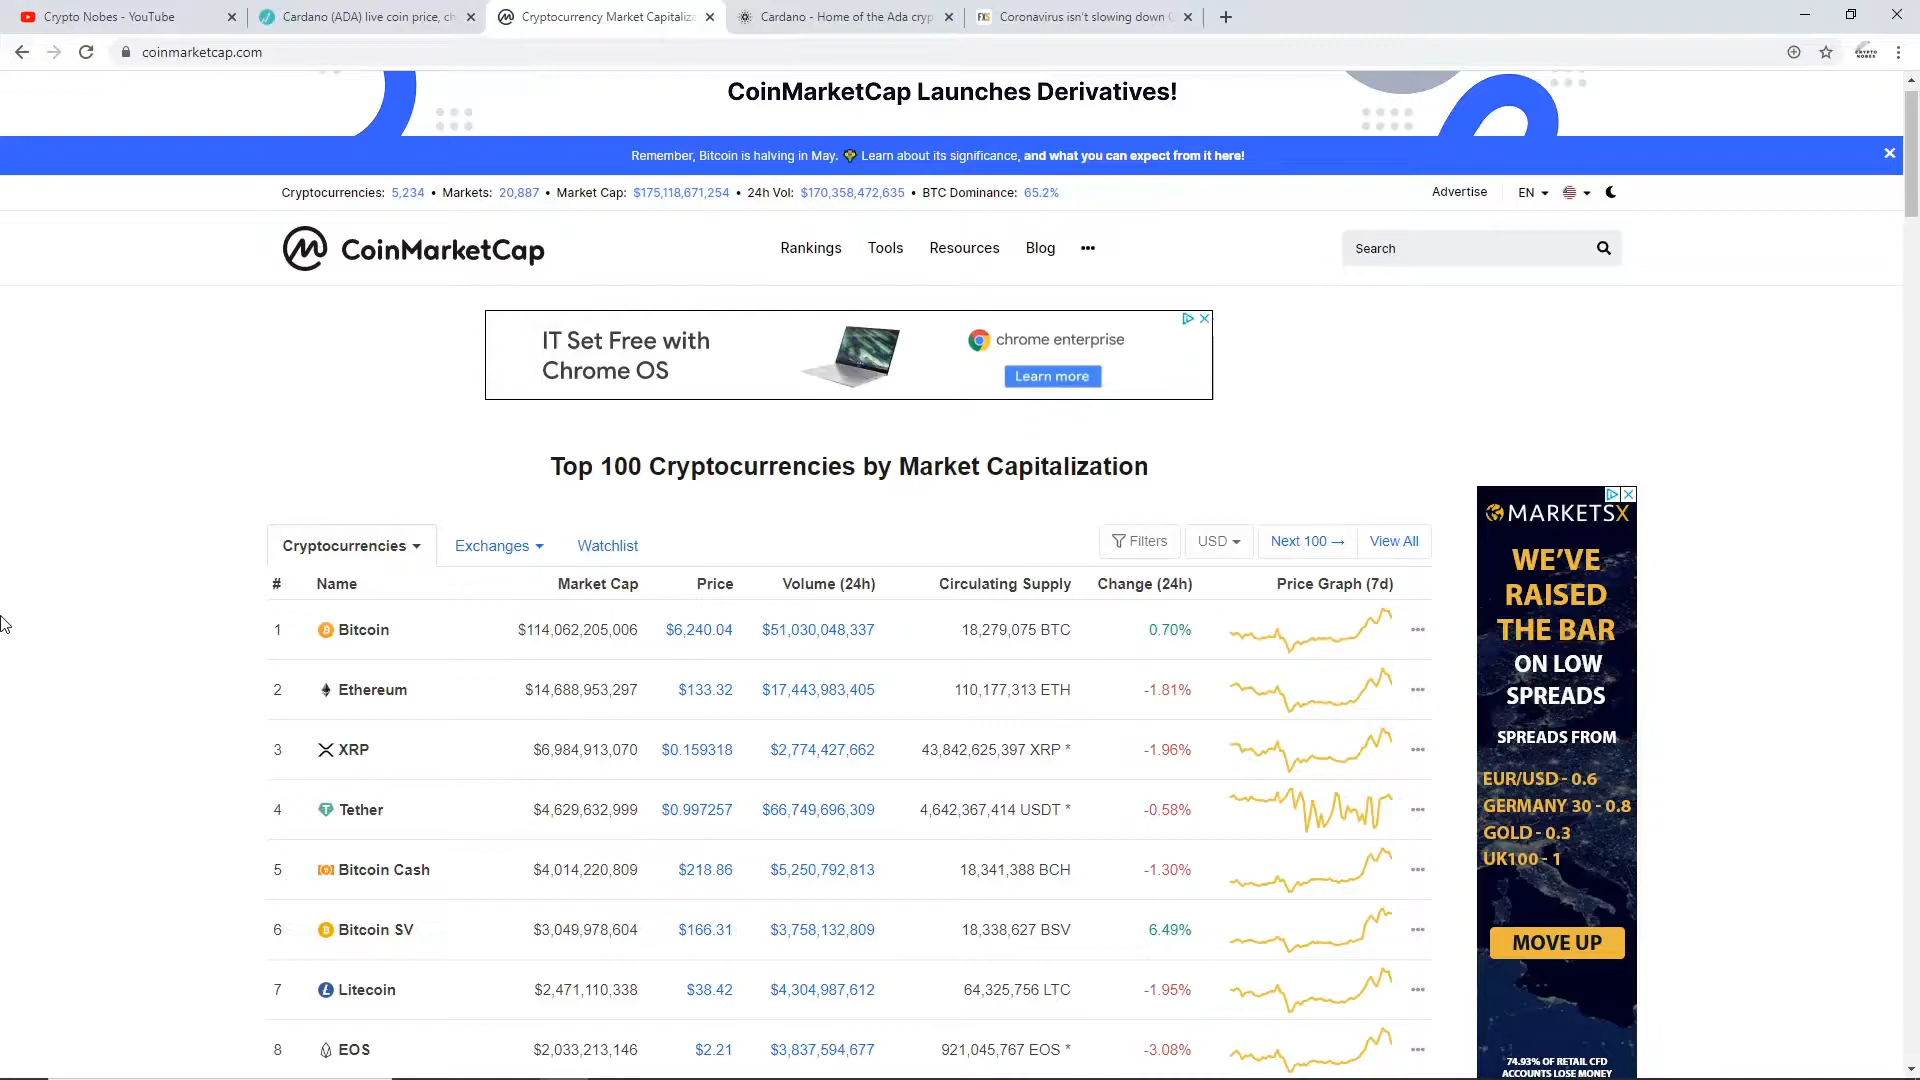 Crypto Nobes - YouTube
Cardano (ADA) live coin price, ch
Cryptocurrency Market Capitaliza
Cardano - Home of the Ada cryp
Coronavirus isn't slowing down
coinmarketcap.com
CRYPTO NOBES
CoinMarketCap Launches Derivatives!
Remember, Bitcoin is halving in May. Learn about its significance, and what you can expect from it here!
Cryptocurrencies: 5,234 • Markets: 20,887 • Market Cap: $175,118,671,254 • 24h Vol: $170,358,472,635 • BTC Dominance: 65.2%
Advertise EN
CoinMarketCap
Rankings Tools Resources Blog
Search
IT Set Free with
Chrome OS
chrome enterprise
Learn more
Top 100 Cryptocurrencies by Market Capitalization
Cryptocurrencies Exchanges Watchlist Filters USD Next 100 → View All
# Name Market Cap Price Volume (24h) Circulating Supply Change (24h) Price Graph (7d)
1 Bitcoin $114,062,205,006 $6,240.04 $51,030,048,337 18,279,075 BTC 0.70%
2 Ethereum $14,688,953,297 $133.32 $17,443,983,405 110,177,313 ETH -1.81%
3 XRP $6,984,913,070 $0.159318 $2,774,427,662 43,842,625,397 XRP * -1.96%
4 Tether $4,629,632,999 $0.997257 $66,749,696,309 4,642,367,414 USDT * -0.58%
5 Bitcoin Cash $4,014,220,809 $218.86 $5,250,792,813 18,341,388 BCH -1.30%
6 Bitcoin SV $3,049,978,604 $166.31 $3,758,132,809 18,338,627 BSV 6.49%
7 Litecoin $2,471,110,338 $38.42 $4,304,987,612 64,325,756 LTC -1.95%
8 EOS $2,033,213,146 $2.21 $3,837,594,677 921,045,767 EOS * -3.08%
MARKETSX
WE'VE
RAISED
THE BAR
ON LOW
SPREADS
SPREADS FROM
EUR/USD - 0.6
GERMANY 30 - 0.8
GOLD - 0.3
UK100 - 1
MOVE UP
74.93% OF RETAIL CFD
ACCOUNTS LOSE MONEY